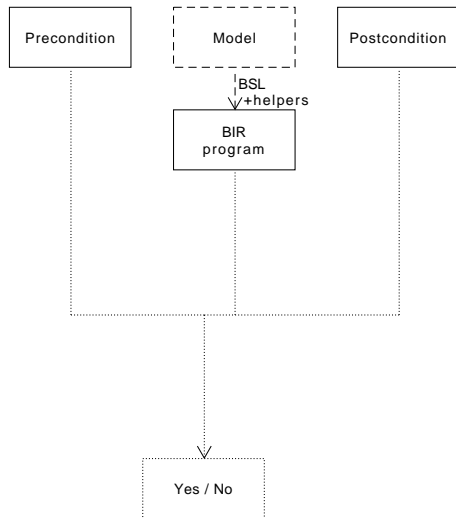 Precondition
Model
Postcondition
BSL
+helpers
BIR
program
Yes / No